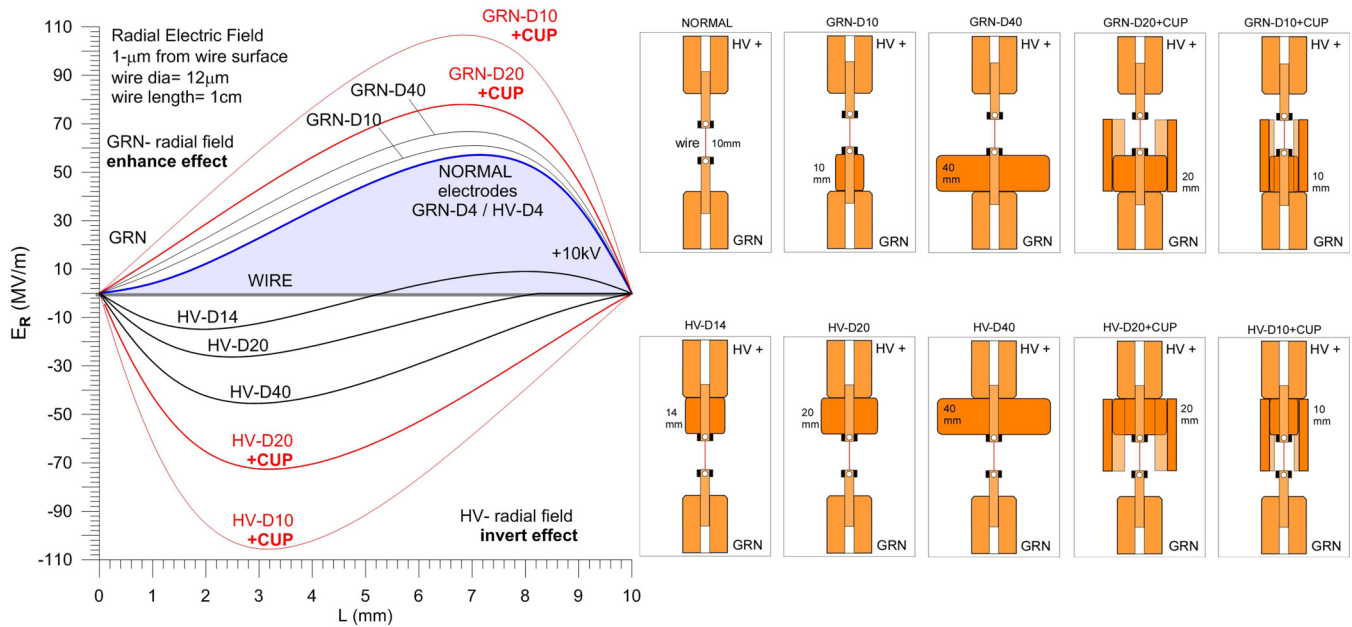 110
90
70
50
30
10
-10
-30
-50
-70
-90
-110
E_R (MV/m)
0
1
2
3
4
5
6
7
8
9
10
L (mm)
Radial Electric Field
1-μm from wire surface
wire dia= 12μm
wire length= 1cm
GRN- radial field
enhance effect
GRN-D10
+CUP
GRN-D20
+CUP
GRN-D40
GRN-D10
NORMAL
electrodes
GRN-D4 / HV-D4
GRN
+10kV
WIRE
HV-D14
HV-D20
HV-D40
HV-D20
+CUP
HV-D10
+CUP
HV- radial field
invert effect
NORMAL
HV +
wire
10mm
GRN
GRN-D10
HV +
10
mm
GRN
GRN-D40
HV +
40
mm
GRN
GRN-D20+CUP
HV +
20
mm
GRN
GRN-D10+CUP
HV +
10
mm
GRN
HV-D14
HV +
14
mm
GRN
HV-D20
HV +
20
mm
GRN
HV-D40
HV +
40
mm
GRN
HV-D20+CUP
HV +
20
mm
GRN
HV-D10+CUP
HV +
10
mm
GRN